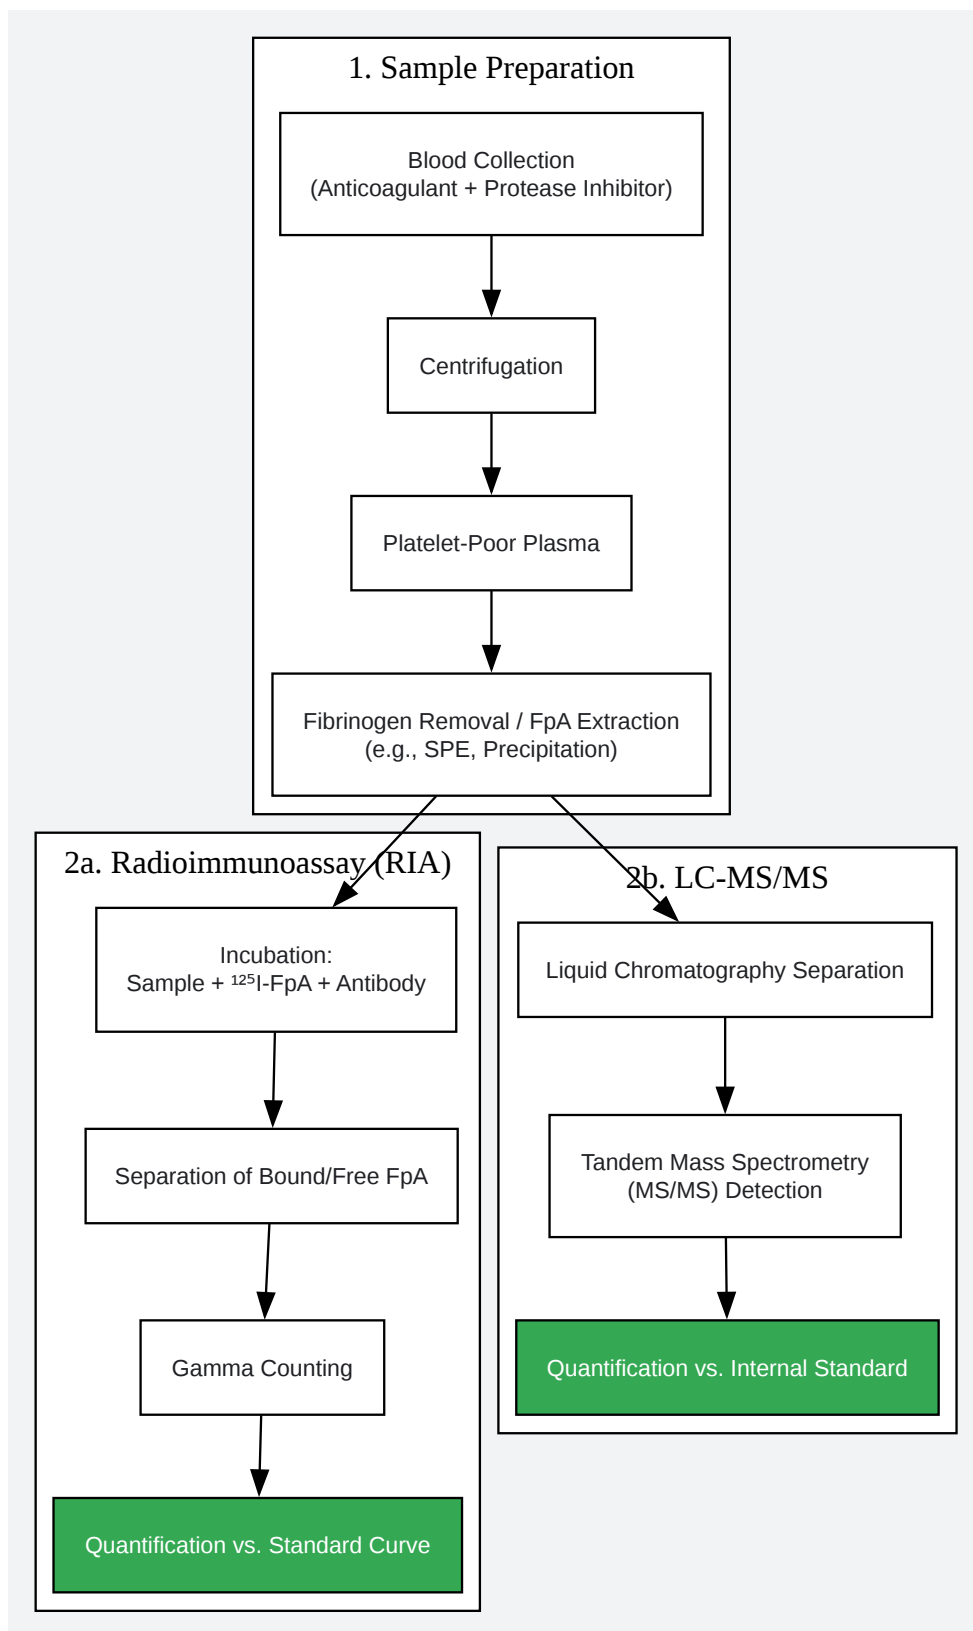 1. Sample Preparation
Blood Collection
(Anticoagulant + Protease Inhibitor)
Centrifugation
Platelet-Poor Plasma
Fibrinogen Removal / FpA Extraction
(e.g., SPE, Precipitation)
2a. Radioimmunoassay (RIA)
Incubation:
Sample + ¹²⁵I-FpA + Antibody
Separation of Bound/Free FpA
Gamma Counting
Quantification vs. Standard Curve
2b. LC-MS/MS
Liquid Chromatography Separation
Tandem Mass Spectrometry
(MS/MS) Detection
Quantification vs. Internal Standard